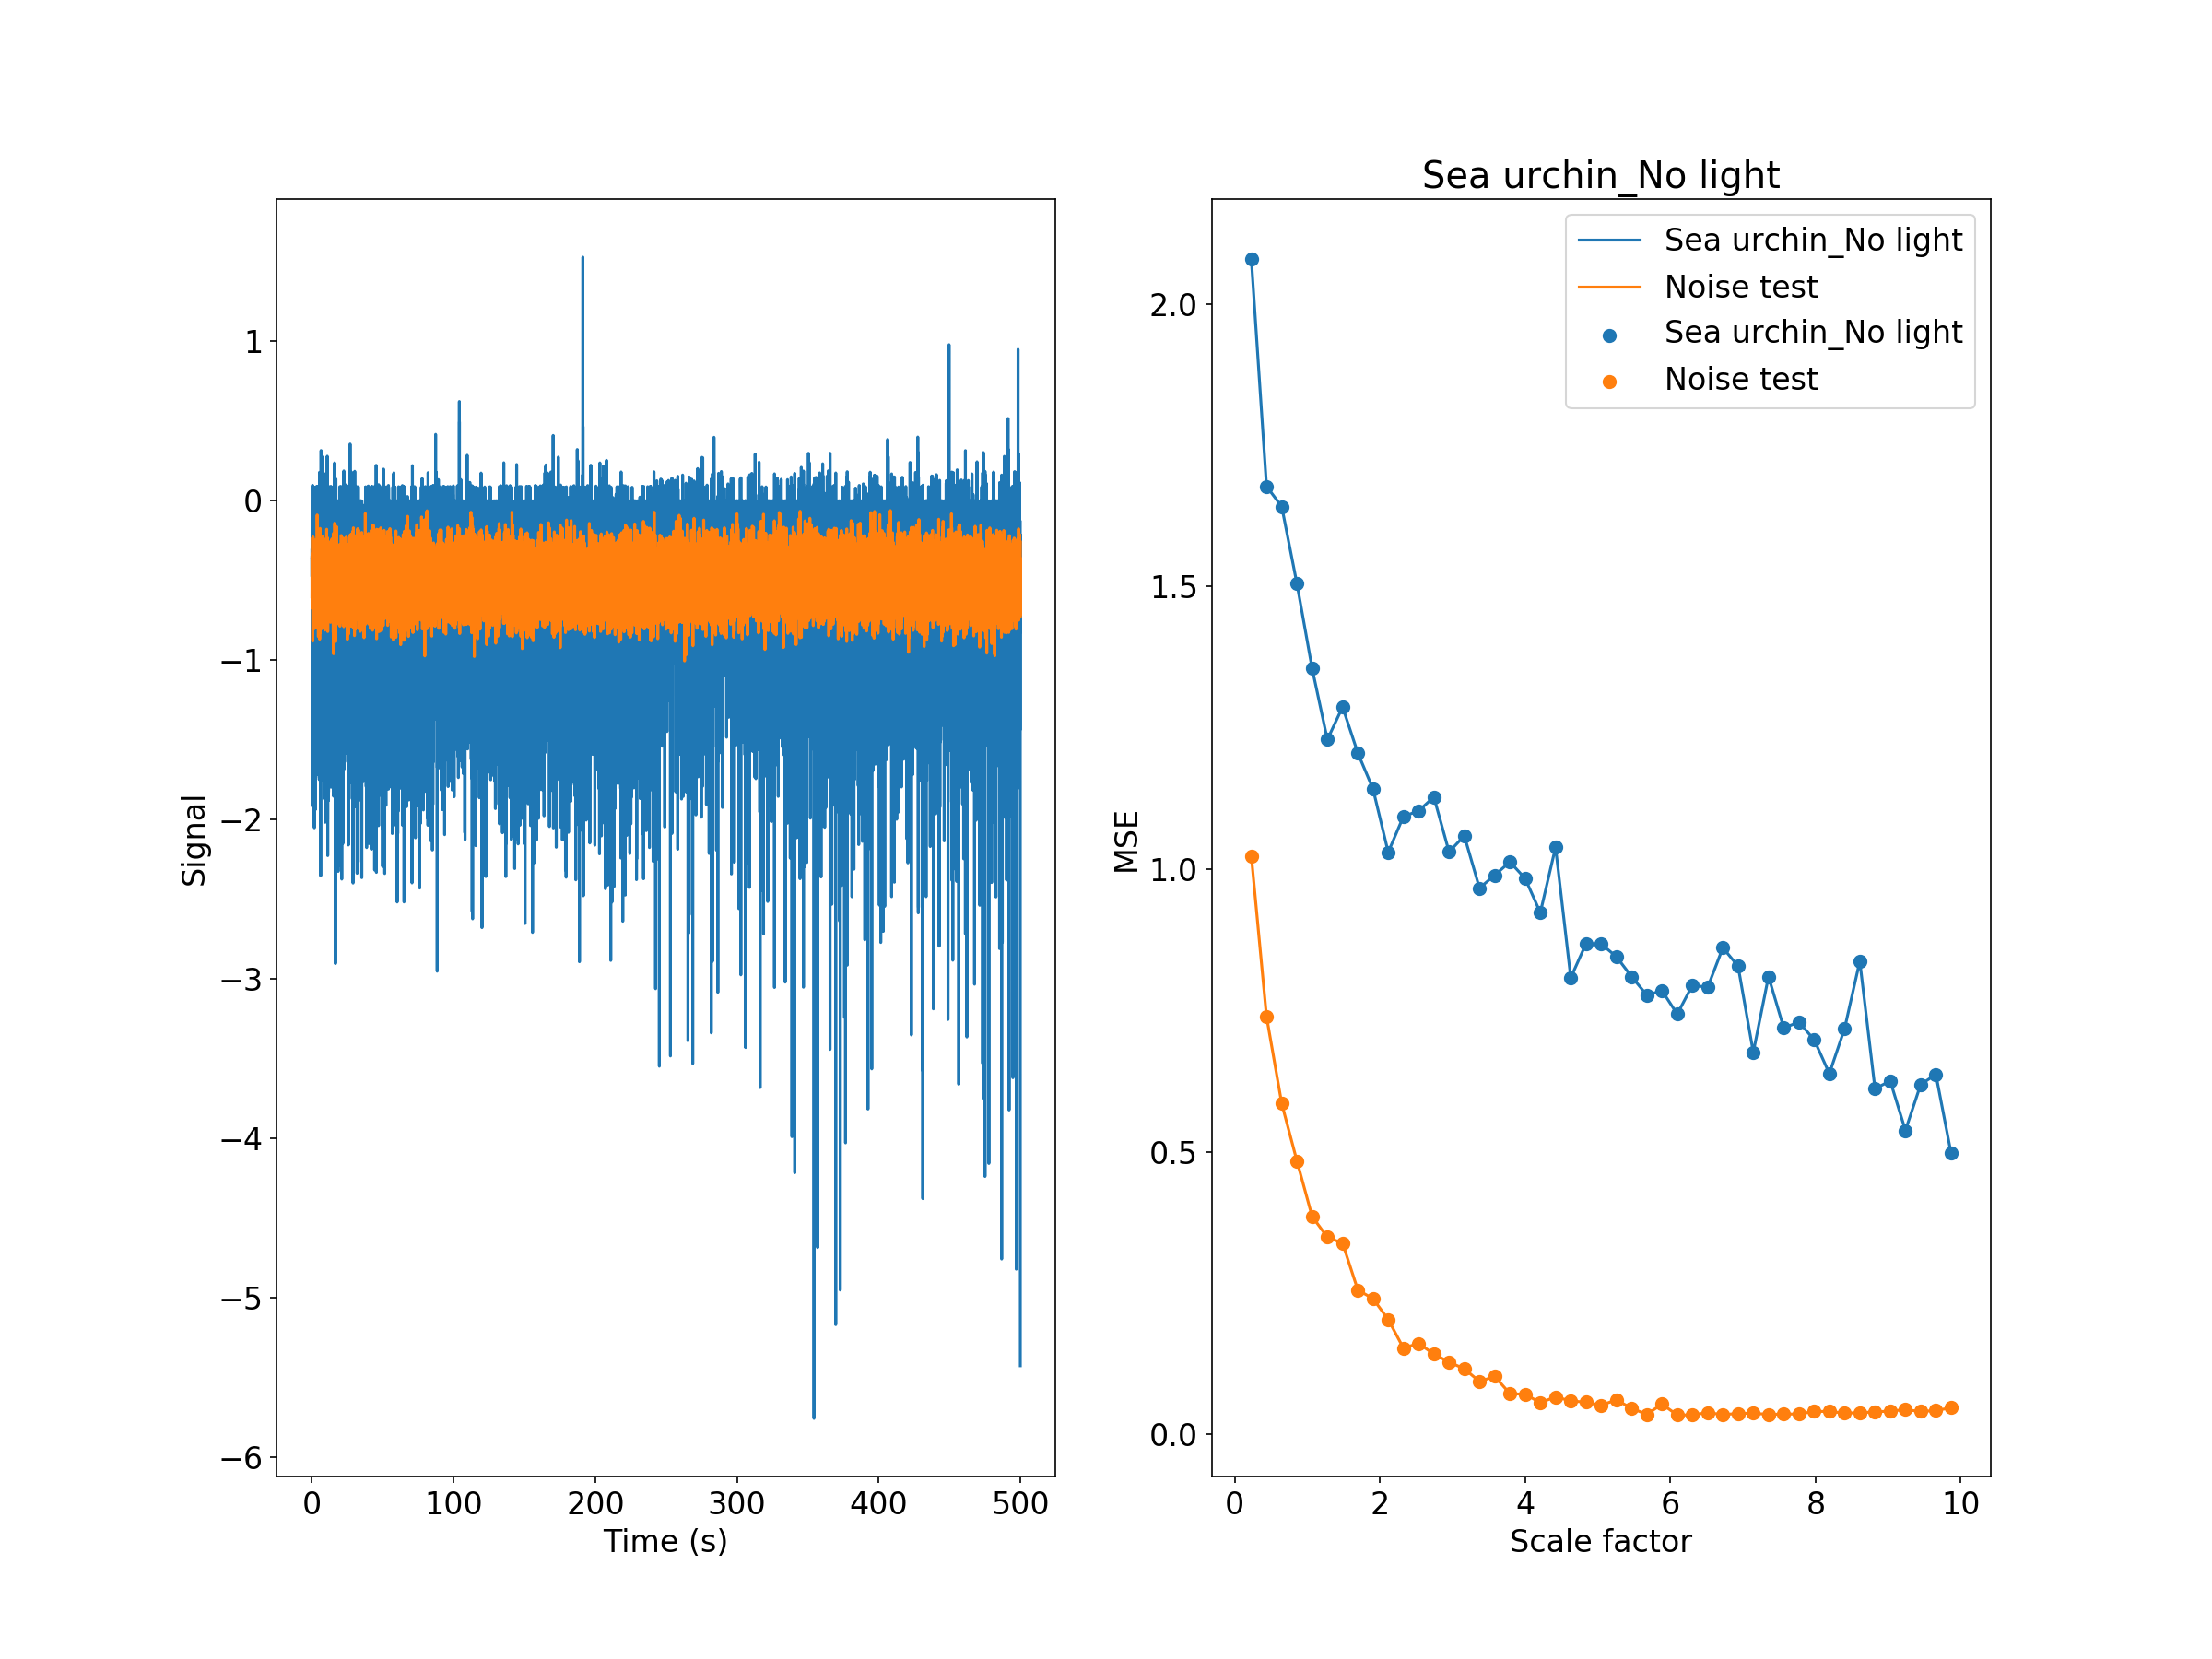 Sea urchin_No light
Signal
1
0
−1
−2
−3
−4
−5
−6
0 100 200 300 400 500
Time (s)
MSE
2.0
1.5
1.0
0.5
0.0
Sea urchin_No light
Noise test
Sea urchin_No light
Noise test
0 2 4 6 8 10
Scale factor